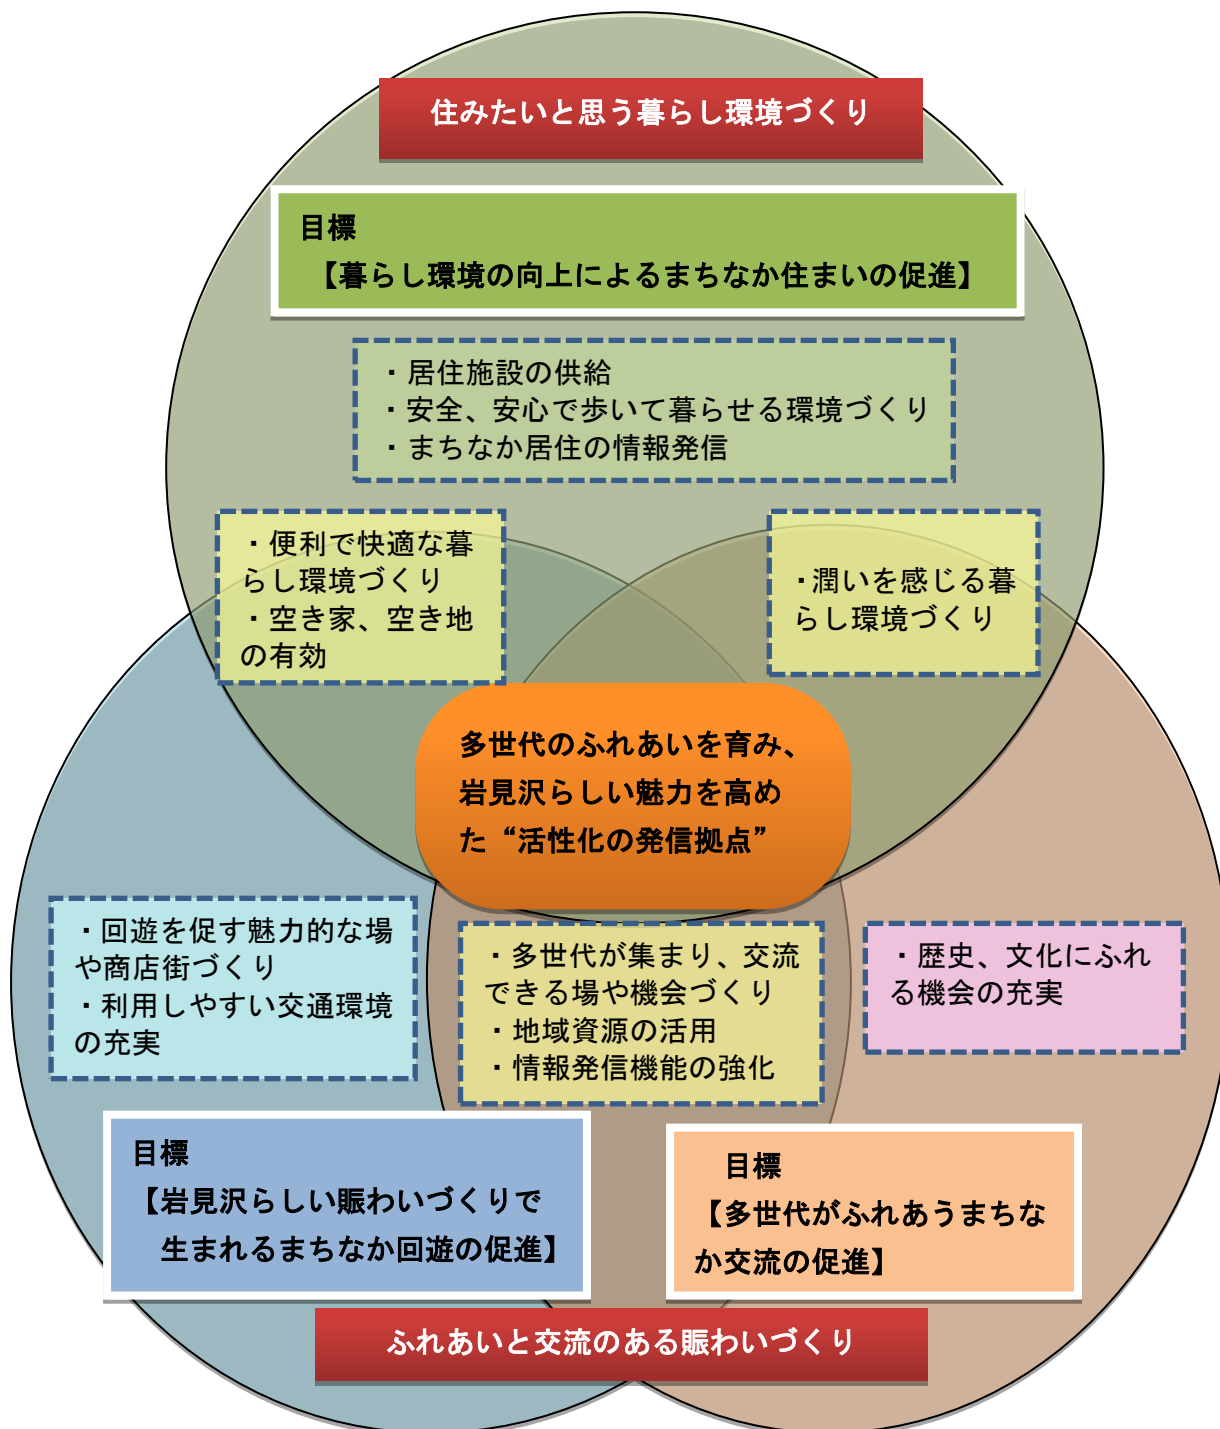 住みたいと思う暮らし環境づくり
目標
【暮らし環境の向上によるまちなか住まいの促進】
・居住施設の供給
・安全、安心で歩いて暮らせる環境づくり
・まちなか居住の情報発信
・便利で快適な暮
らし環境づくり
・空き家、空き地
の有効
・潤いを感じる暮
らし環境づくり
多世代のふれあいを育み、
岩見沢らしい魅力を高め
た“活性化の発信拠点”
・回遊を促す魅力的な場
や商店街づくり
・利用しやすい交通環境
の充実
・多世代が集まり、交流
できる場や機会づくり
・地域資源の活用
・情報発信機能の強化
・歴史、文化にふれ
る機会の充実
目標
【岩見沢らしい賑わいづくりで
生まれるまちなか回遊の促進】
目標
【多世代がふれあうまちな
か交流の促進】
ふれあいと交流のある賑わいづくり